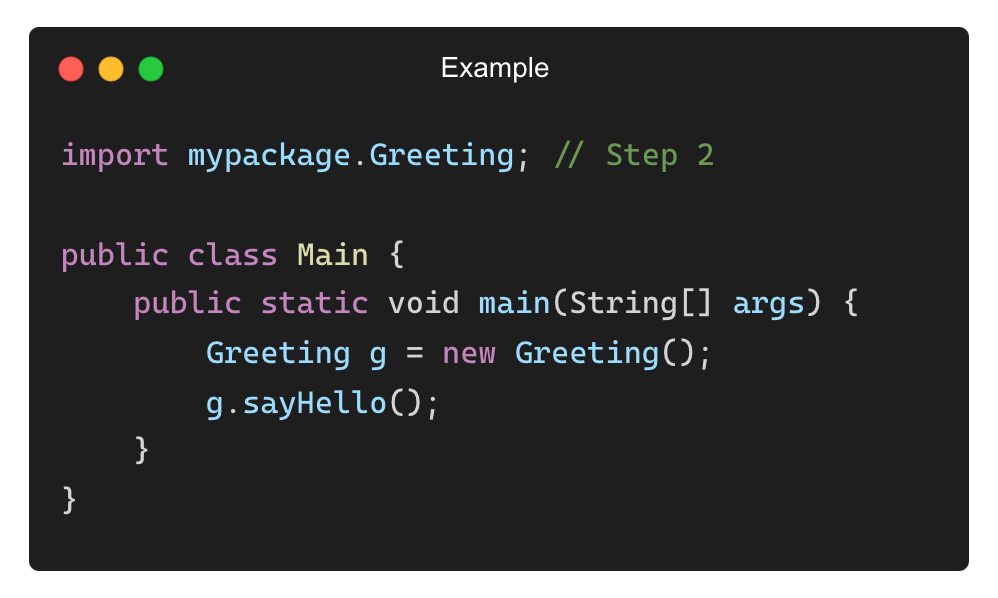 Example
import mypackage.Greeting; // Step 2
public class Main {
    public static void main(String[] args) {
        Greeting g = new Greeting();
        g.sayHello();
    }
}